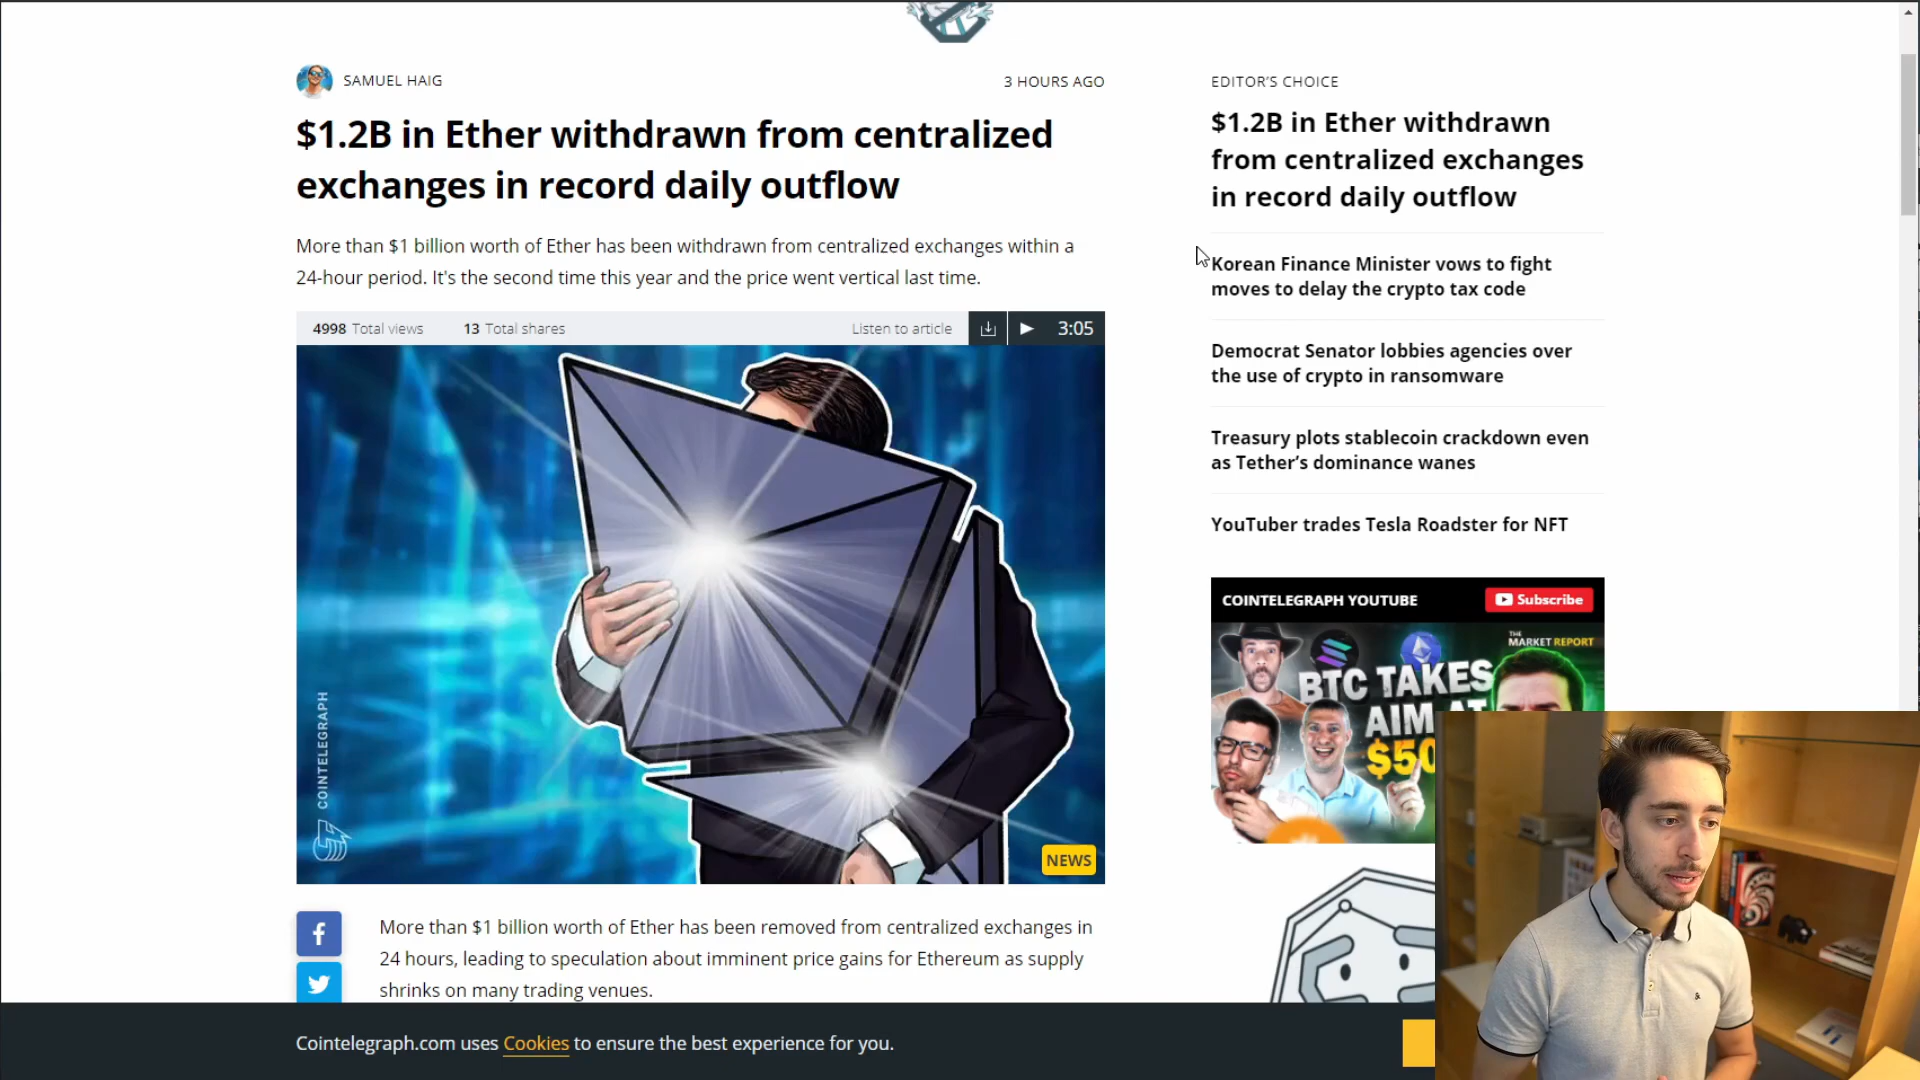 SAMUEL HAIG
3 HOURS AGO
$1.2B in Ether withdrawn from centralized
exchanges in record daily outflow
More than $1 billion worth of Ether has been withdrawn from centralized exchanges within a
24-hour period. It's the second time this year and the price went vertical last time.
4998 Total views 13 Total shares Listen to article 3:05
COINTELEGRAPH
NEWS
More than $1 billion worth of Ether has been removed from centralized exchanges in
24 hours, leading to speculation about imminent price gains for Ethereum as supply
shrinks on many trading venues.
EDITOR'S CHOICE
$1.2B in Ether withdrawn
from centralized exchanges
in record daily outflow
Korean Finance Minister vows to fight
moves to delay the crypto tax code
Democrat Senator lobbies agencies over
the use of crypto in ransomware
Treasury plots stablecoin crackdown even
as Tether's dominance wanes
YouTuber trades Tesla Roadster for NFT
COINTELEGRAPH YOUTUBE Subscribe
THE
MARKET REPORT
BTC TAKES
AIM AT
$50
Cointelegraph.com uses Cookies to ensure the best experience for you.